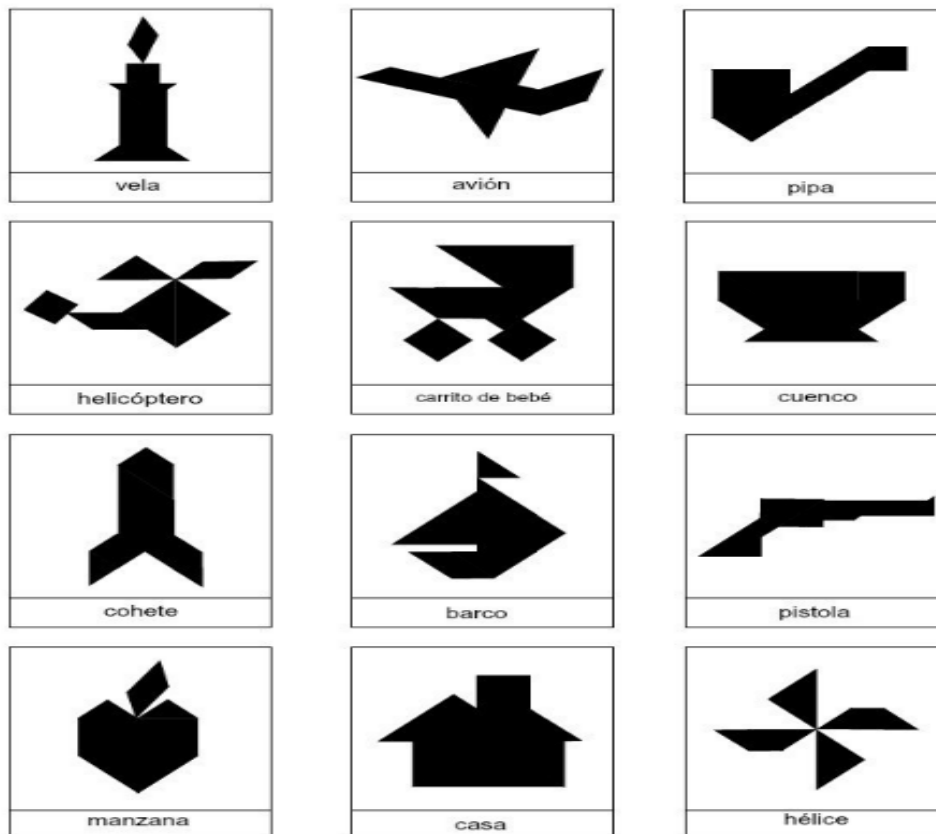 vela
avión
pipa
helicóptero
carrito de bebé
cuenco
cohete
barco
pistola
manzana
casa
hélice